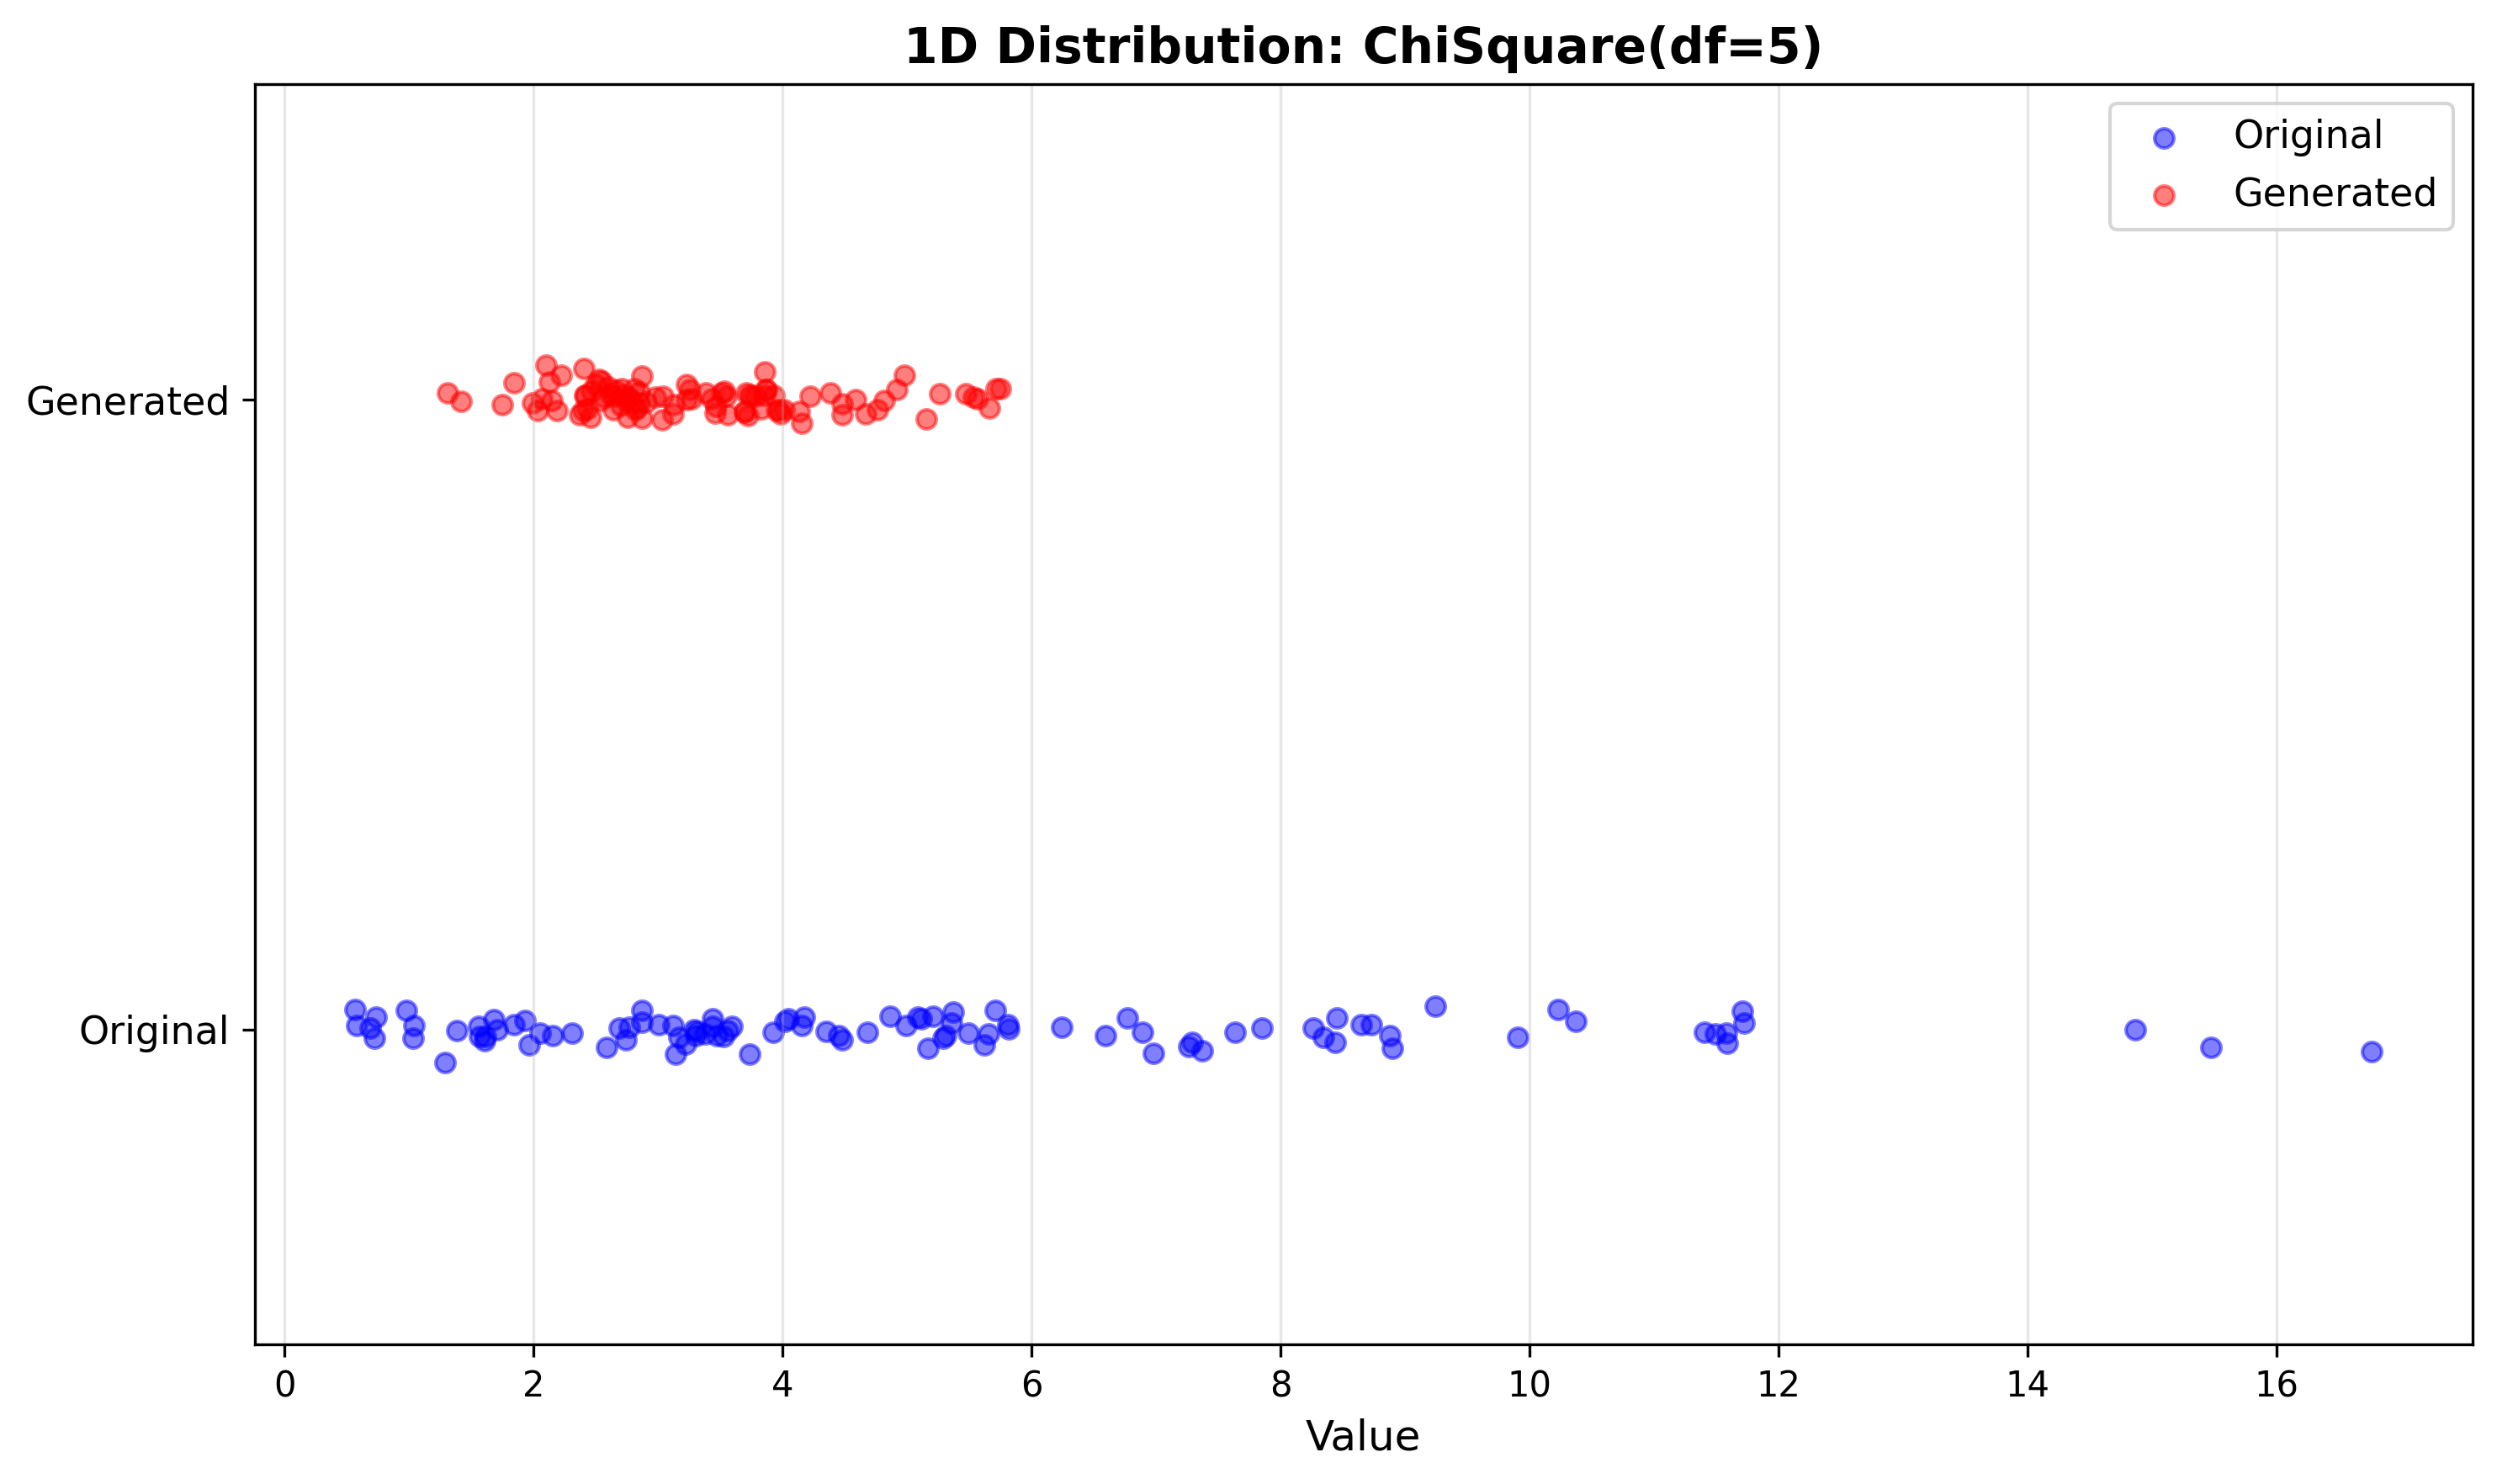 1D Distribution: ChiSquare(df=5)
Original
Generated
Generated
Original
0 2 4 6 8 10 12 14 16
Value